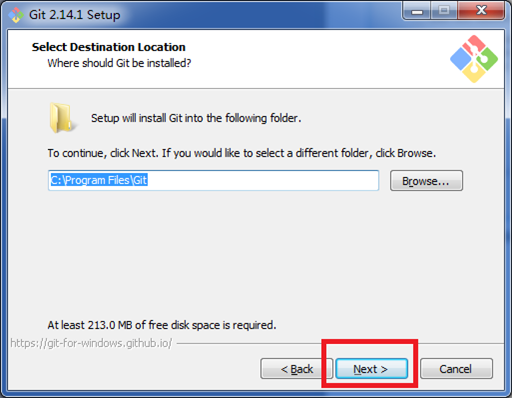 Git 2.14.1 Setup
Select Destination Location
Where should Git be installed?
Setup will install Git into the following folder.
To continue, click Next. If you would like to select a different folder, click Browse.
C:\Program Files\Git
Browse...
At least 213.0 MB of free disk space is required.
https://git-for-windows.github.io/
< Back
Next >
Cancel